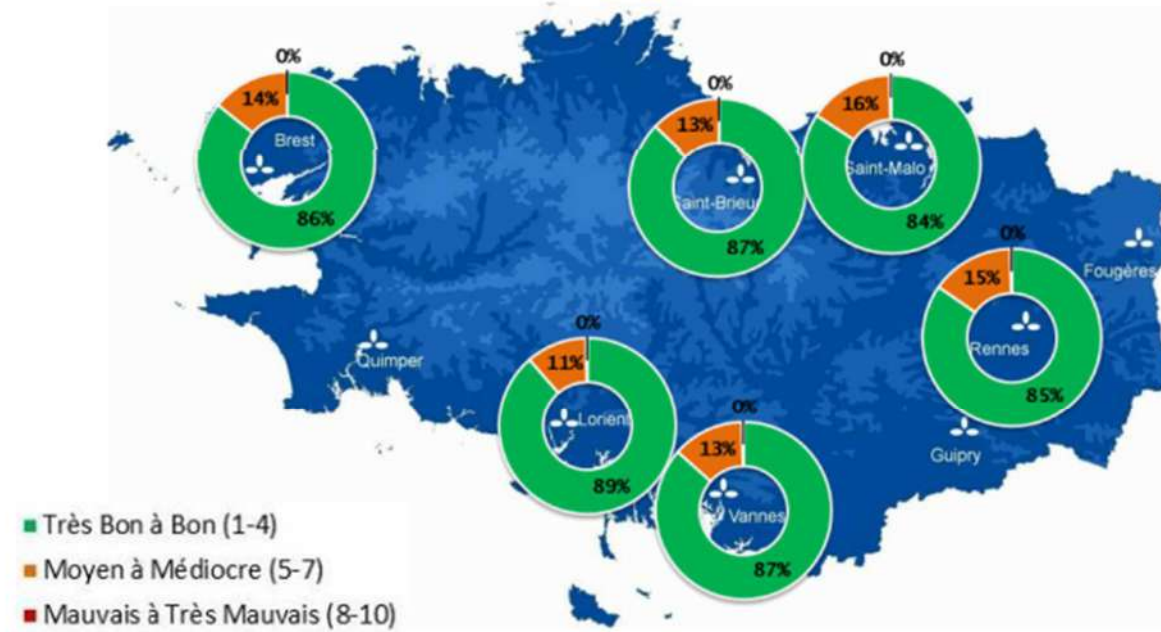 0%
14%
Brest
86%
0%
13%
Saint-Brieu
87%
0%
16%
Saint-Malo
84%
Fougères
0%
15%
Rennes
85%
Quimper
0%
11%
Lorient
89%
0%
13%
Vannes
87%
Guipry
Très Bon à Bon (1-4)
Moyen à Médiocre (5-7)
Mauvais à Très Mauvais (8-10)